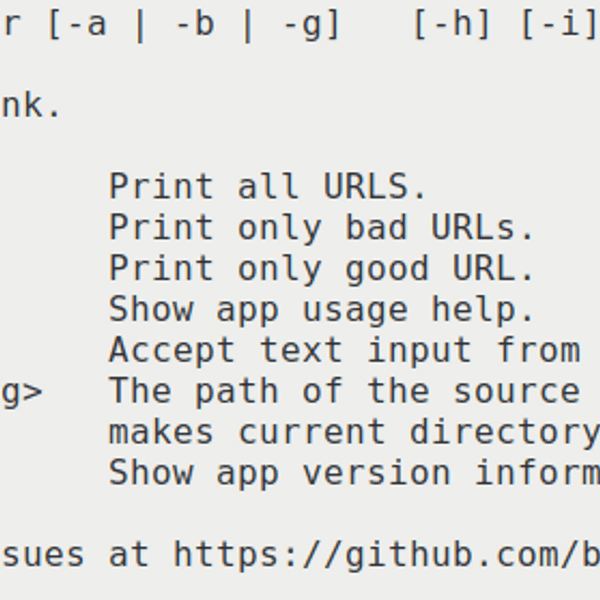 r [-a | -b | -g]   [-h] [-i]
nk.
Print all URLS.
Print only bad URLs.
Print only good URL.
Show app usage help.
Accept text input from
g>   The path of the source
makes current directory
Show app version inform
sues at https://github.com/b